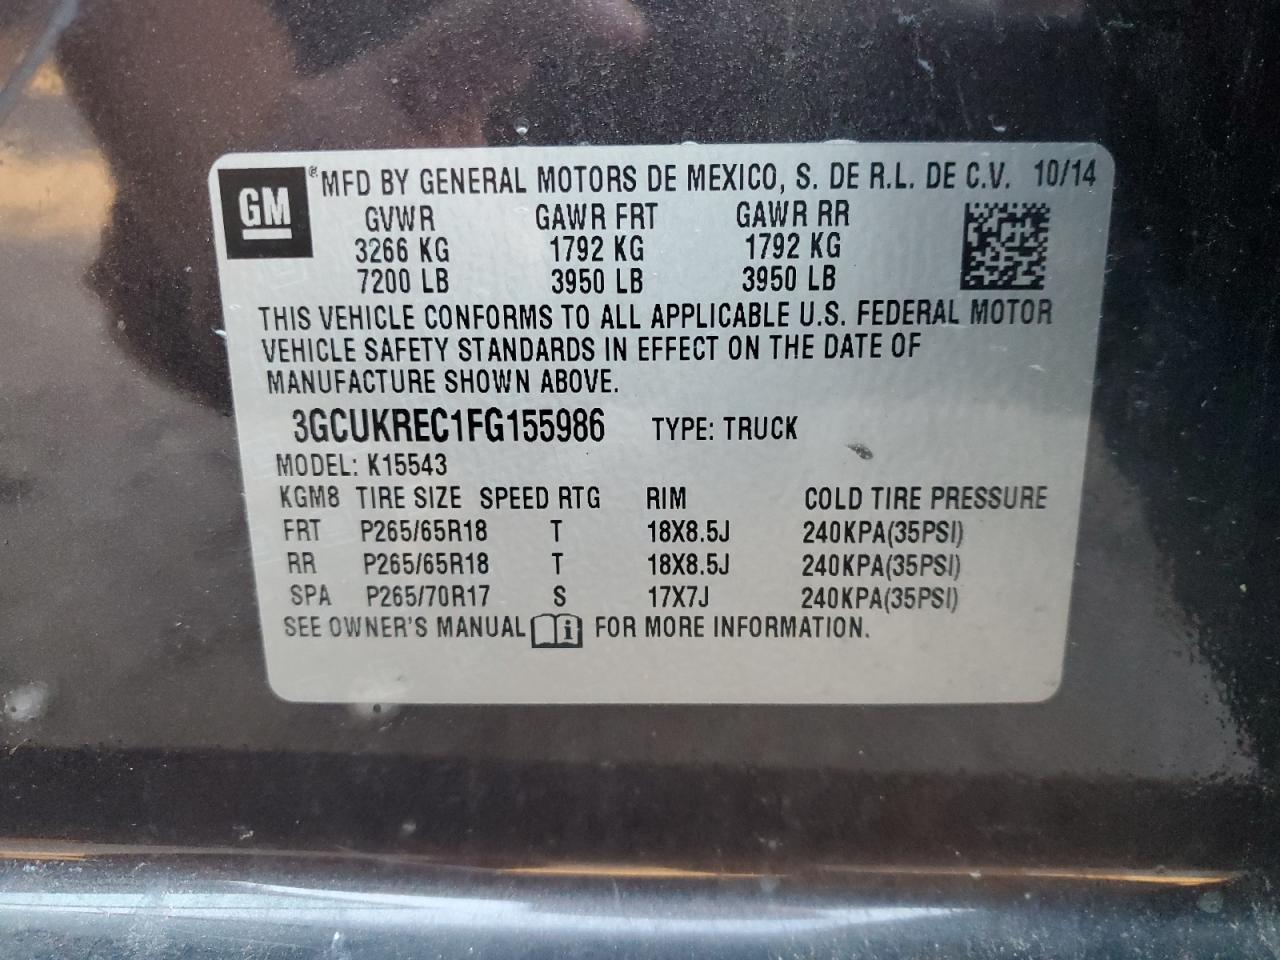 GM ® MFD BY GENERAL MOTORS DE MEXICO, S. DE R.L. DE C.V. 10/14
GVWR GAWR FRT GAWR RR
3266 KG 1792 KG 1792 KG
7200 LB 3950 LB 3950 LB
THIS VEHICLE CONFORMS TO ALL APPLICABLE U.S. FEDERAL MOTOR
VEHICLE SAFETY STANDARDS IN EFFECT ON THE DATE OF
MANUFACTURE SHOWN ABOVE.
3GCUKREC1FG155986 TYPE: TRUCK
MODEL: K15543
KGM8 TIRE SIZE SPEED RTG RIM COLD TIRE PRESSURE
FRT P265/65R18 T 18X8.5J 240KPA(35PSI)
RR P265/65R18 T 18X8.5J 240KPA(35PSI)
SPA P265/70R17 S 17X7J 240KPA(35PSI)
SEE OWNER'S MANUAL i FOR MORE INFORMATION.